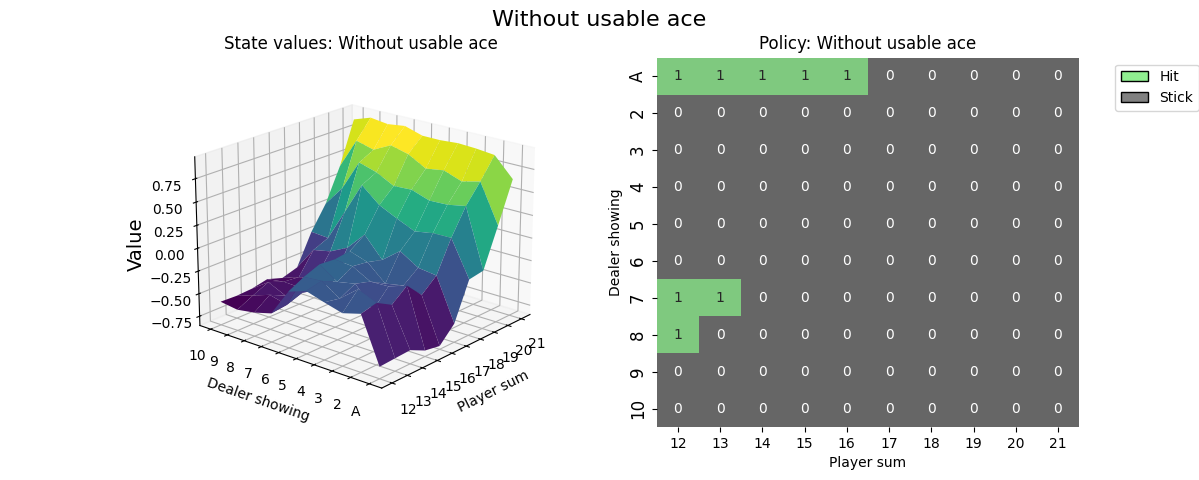 Without usable ace
State values: Without usable ace
Value
0.75
0.50
0.25
0.00
−0.25
−0.50
−0.75
10 9 8 7 6 5 4 3 2 A
Dealer showing
12 13 14 15 16 17 18 19 20 21
Player sum
Policy: Without usable ace
Dealer showing
A 1 1 1 1 1 0 0 0 0 0
2 0 0 0 0 0 0 0 0 0 0
3 0 0 0 0 0 0 0 0 0 0
4 0 0 0 0 0 0 0 0 0 0
5 0 0 0 0 0 0 0 0 0 0
6 0 0 0 0 0 0 0 0 0 0
7 1 1 0 0 0 0 0 0 0 0
8 1 0 0 0 0 0 0 0 0 0
9 0 0 0 0 0 0 0 0 0 0
10 0 0 0 0 0 0 0 0 0 0
12 13 14 15 16 17 18 19 20 21
Player sum
Hit
Stick